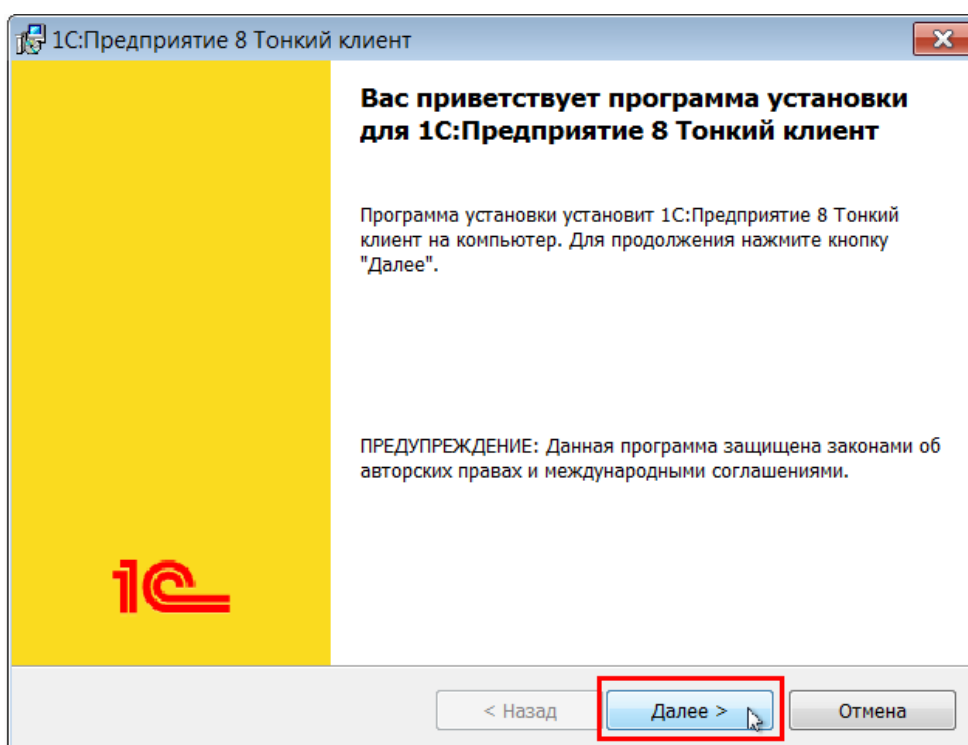 1С:Предприятие 8 Тонкий клиент
Вас приветствует программа установки
для 1С:Предприятие 8 Тонкий клиент
Программа установки установит 1С:Предприятие 8 Тонкий
клиент на компьютер. Для продолжения нажмите кнопку
"Далее".
ПРЕДУПРЕЖДЕНИЕ: Данная программа защищена законами об
авторских правах и международными соглашениями.
1С
< Назад
Далее >
Отмена